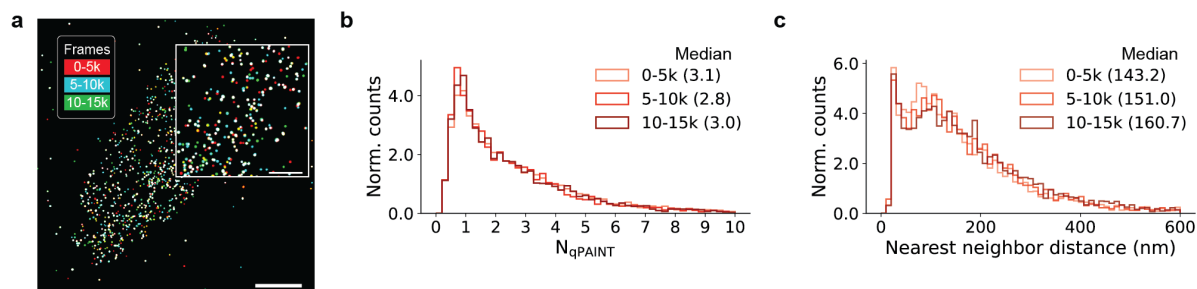 a
Frames
0-5k
5-10k
10-15k
b
Median
0-5k (3.1)
5-10k (2.8)
10-15k (3.0)
Norm. counts
4.0
2.0
0.0
0 1 2 3 4 5 6 7 8 9 10
NqPAINT
c
Median
0-5k (143.2)
5-10k (151.0)
10-15k (160.7)
Norm. counts
6.0
4.0
2.0
0.0
0 200 400 600
Nearest neighbor distance (nm)